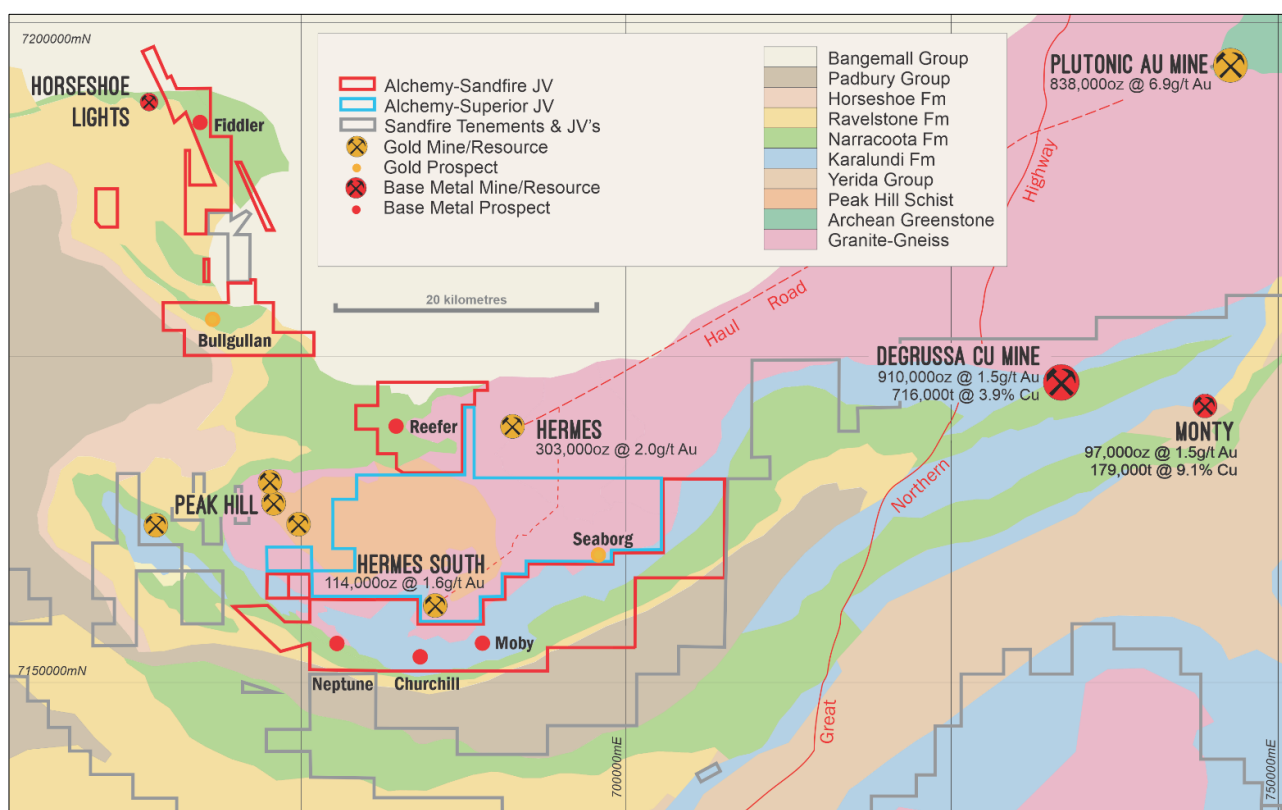 7200000mN
HORSESHOE
LIGHTS
Fiddler
Alchemy-Sandfire JV
Alchemy-Superior JV
Sandfire Tenements & JV's
Gold Mine/Resource
Gold Prospect
Base Metal Mine/Resource
Base Metal Prospect
20 kilometres
Bangemall Group
Padbury Group
Horseshoe Fm
Ravelstone Fm
Narracoota Fm
Karalundi Fm
Yerida Group
Peak Hill Schist
Archean Greenstone
Granite-Gneiss
PLUTONIC AU MINE
838,000oz @ 6.9g/t Au
Highway
Haul Road
Bullgullan
DEGRUSSA CU MINE
910,000oz @ 1.5g/t Au
716,000t @ 3.9% Cu
MONTY
97,000oz @ 1.5g/t Au
179,000t @ 9.1% Cu
Reefer
HERMES
303,000oz @ 2.0g/t Au
PEAK HILL
Northern
Seaborg
HERMES SOUTH
114,000oz @ 1.6g/t Au
Moby
Neptune
Churchill
7150000mN
Great
700000mE
750000mE